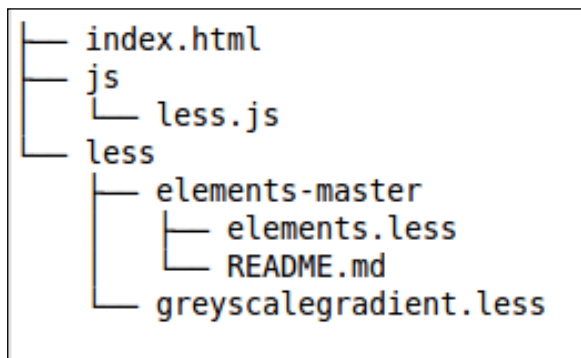 ├── index.html
├── js
│   └── less.js
└── less
    ├── elements-master
    │   ├── elements.less
    │   └── README.md
    └── greyscalegradient.less